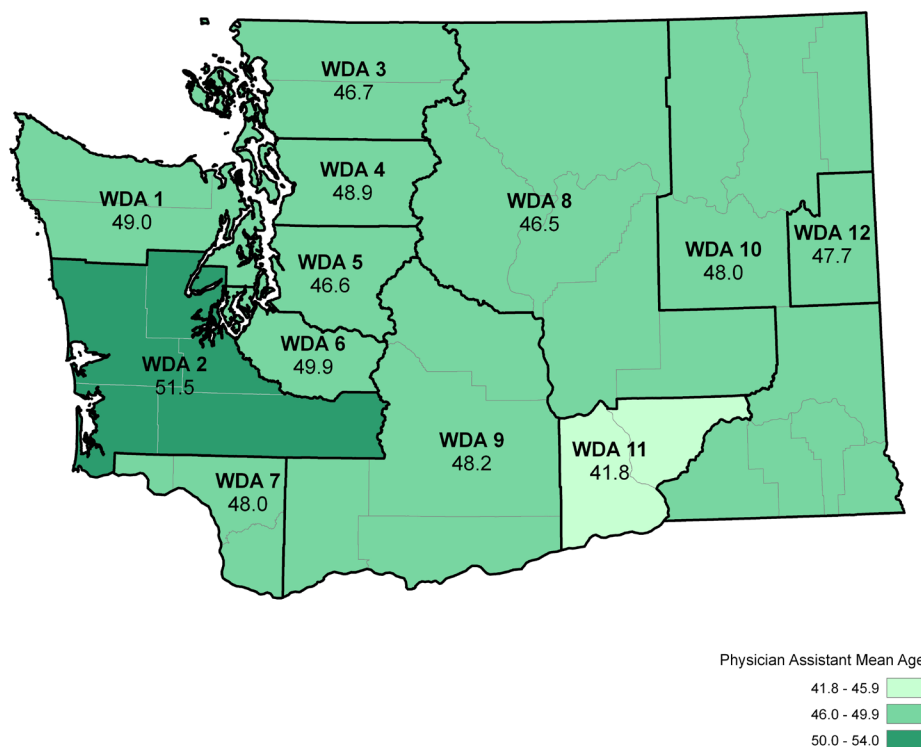 WDA 3
46.7
WDA 4
48.9
WDA 1
49.0
WDA 8
46.5
WDA 12
47.7
WDA 10
48.0
WDA 5
46.6
WDA 6
49.9
WDA 2
51.5
WDA 9
48.2
WDA 11
41.8
WDA 7
48.0
Physician Assistant Mean Age
41.8 - 45.9
46.0 - 49.9
50.0 - 54.0